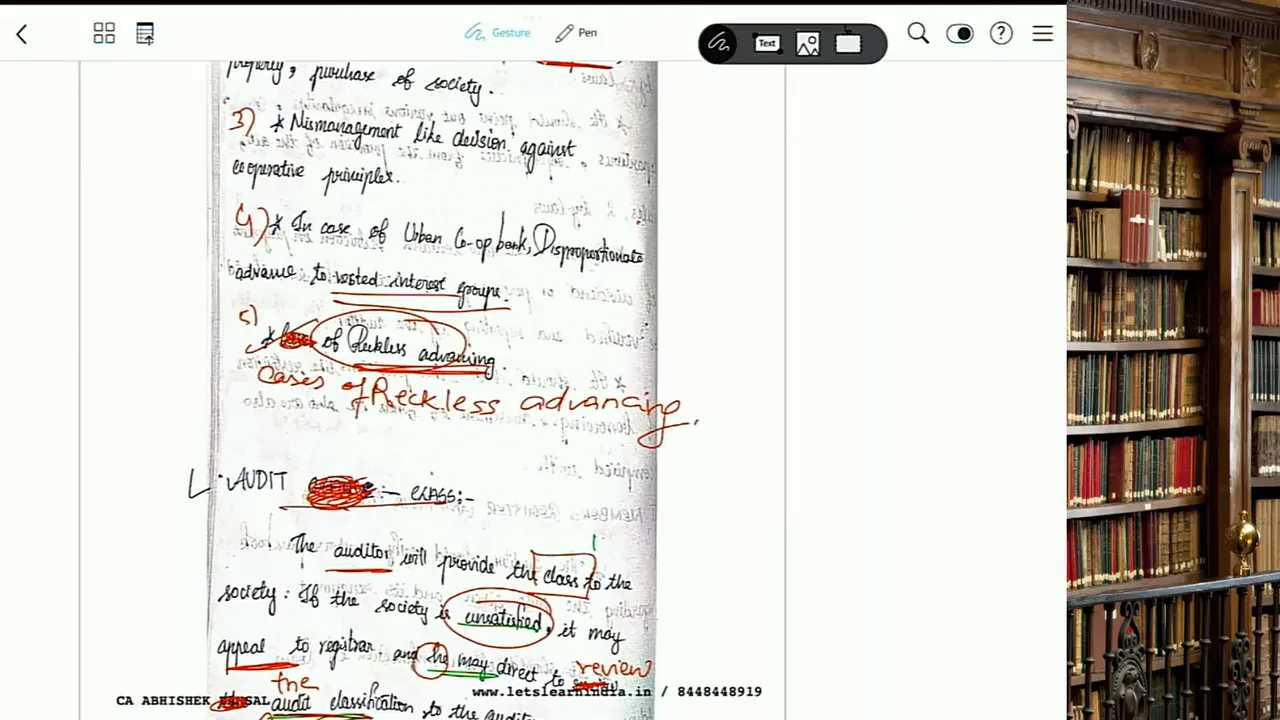 Gesture
Pen
Text
property, purchase of society.
3) * Mismanagement like decision against
cooperative principles.
4) * In case of Urban Co-op bank, Disproportionate
advance to vested interest groups.
5)
* of Reckless advancing.
cases of Reckless advancing.
AUDIT :- CLASS:-
The auditor will provide the class to the
society. If the society is unsatisfied, it may
appeal to registrar and he may direct to review
the
audit classification to the auditor
www.letslearnindia.in / 8448448919
CA ABHISHEK